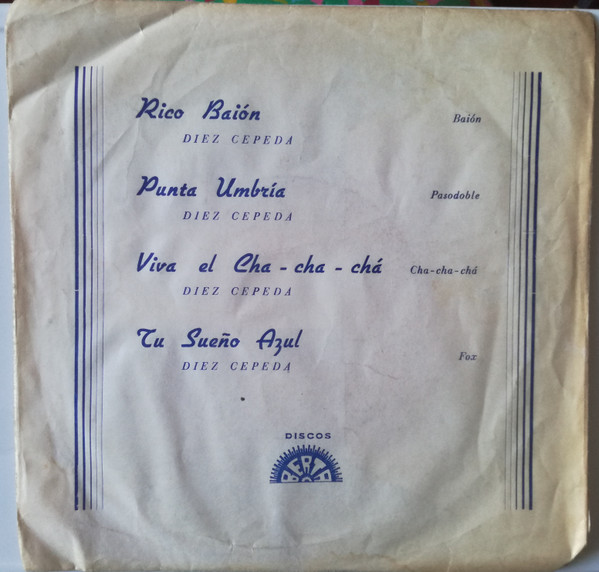 Rico Baión Baión
DIEZ CEPEDA
Punta Umbría Pasodoble
DIEZ CEPEDA
Viva el Cha-cha-chá Cha-cha-chá
DIEZ CEPEDA
Tu Sueño Azul Fox
DIEZ CEPEDA
DISCOS